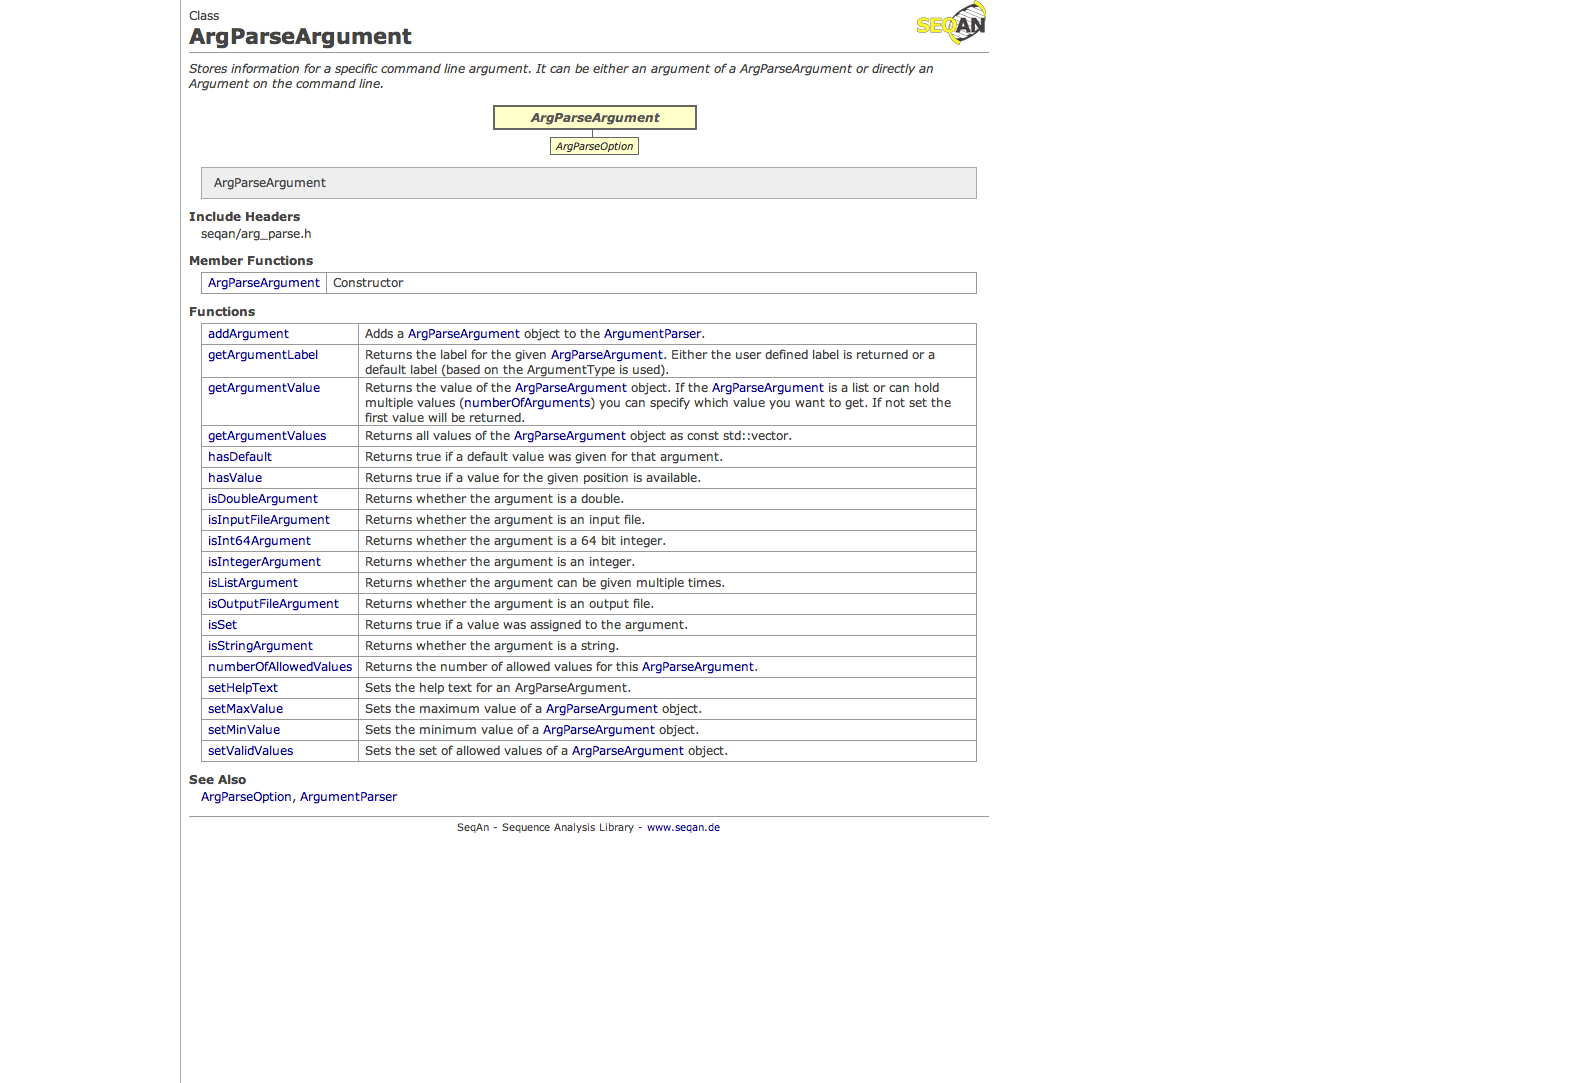 Class
ArgParseArgument
SEQAN
Stores information for a specific command line argument. It can be either an argument of a ArgParseArgument or directly an
Argument on the command line.
ArgParseArgument
ArgParseOption
ArgParseArgument
Include Headers
seqan/arg_parse.h
Member Functions
ArgParseArgument Constructor
Functions
addArgument Adds a ArgParseArgument object to the ArgumentParser.
getArgumentLabel Returns the label for the given ArgParseArgument. Either the user defined label is returned or a
default label (based on the ArgumentType is used).
getArgumentValue Returns the value of the ArgParseArgument object. If the ArgParseArgument is a list or can hold
multiple values (numberOfArguments) you can specify which value you want to get. If not set the
first value will be returned.
getArgumentValues Returns all values of the ArgParseArgument object as const std::vector.
hasDefault Returns true if a default value was given for that argument.
hasValue Returns true if a value for the given position is available.
isDoubleArgument Returns whether the argument is a double.
isInputFileArgument Returns whether the argument is an input file.
isInt64Argument Returns whether the argument is a 64 bit integer.
isIntegerArgument Returns whether the argument is an integer.
isListArgument Returns whether the argument can be given multiple times.
isOutputFileArgument Returns whether the argument is an output file.
isSet Returns true if a value was assigned to the argument.
isStringArgument Returns whether the argument is a string.
numberOfAllowedValues Returns the number of allowed values for this ArgParseArgument.
setHelpText Sets the help text for an ArgParseArgument.
setMaxValue Sets the maximum value of a ArgParseArgument object.
setMinValue Sets the minimum value of a ArgParseArgument object.
setValidValues Sets the set of allowed values of a ArgParseArgument object.
See Also
ArgParseOption, ArgumentParser
SeqAn - Sequence Analysis Library - www.seqan.de